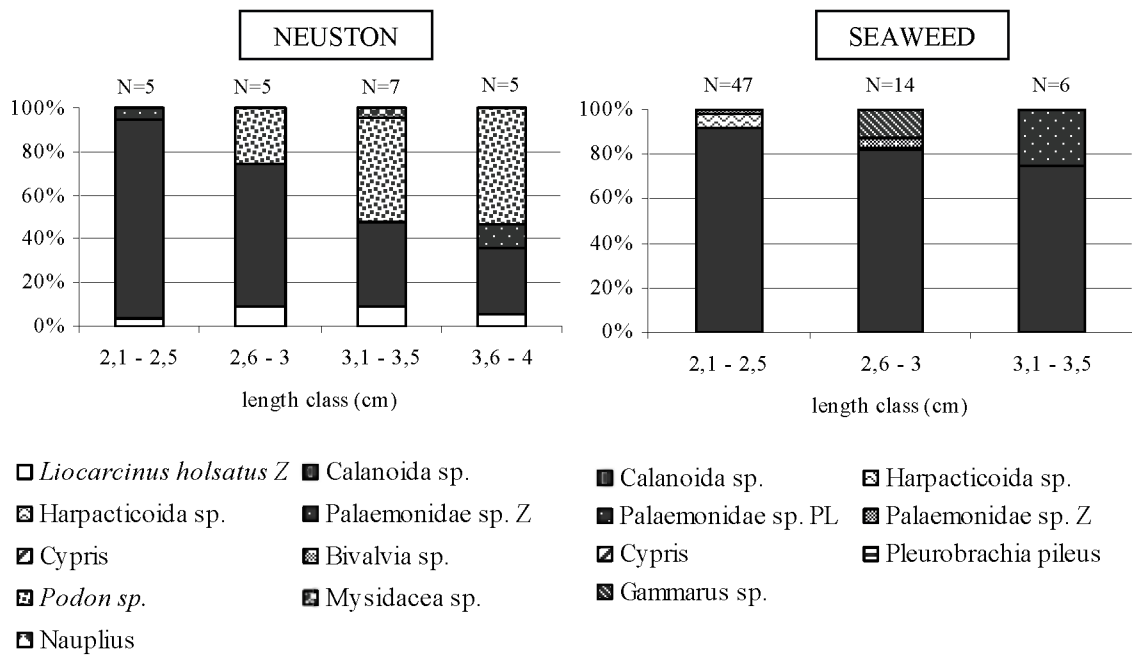 NEUSTON
N=5 N=5 N=7 N=5
100%
80%
60%
40%
20%
0%
2,1 - 2,5 2,6 - 3 3,1 - 3,5 3,6 - 4
length class (cm)
Liocarcinus holsatus Z Calanoida sp.
Harpacticoida sp. Palaemonidae sp. Z
Cypris Bivalvia sp.
Podon sp. Mysidacea sp.
Nauplius
SEAWEED
N=47 N=14 N=6
100%
80%
60%
40%
20%
0%
2,1 - 2,5 2,6 - 3 3,1 - 3,5
length class (cm)
Calanoida sp. Harpacticoida sp.
Palaemonidae sp. PL Palaemonidae sp. Z
Cypris Pleurobrachia pileus
Gammarus sp.